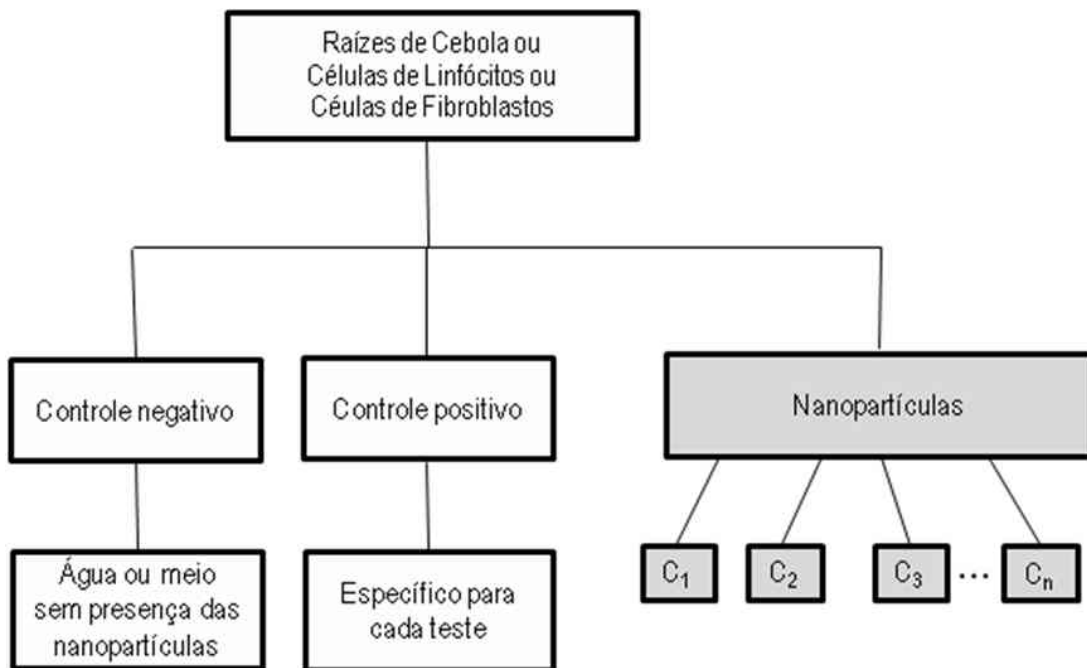 Raízes de Cebola ou
Células de Linfócitos ou
Céulas de Fibroblastos
Controle negativo
Controle positivo
Nanopartículas
Água ou meio
sem presença das
nanopartículas
Específico para
cada teste
C1
C2
C3
...
Cn